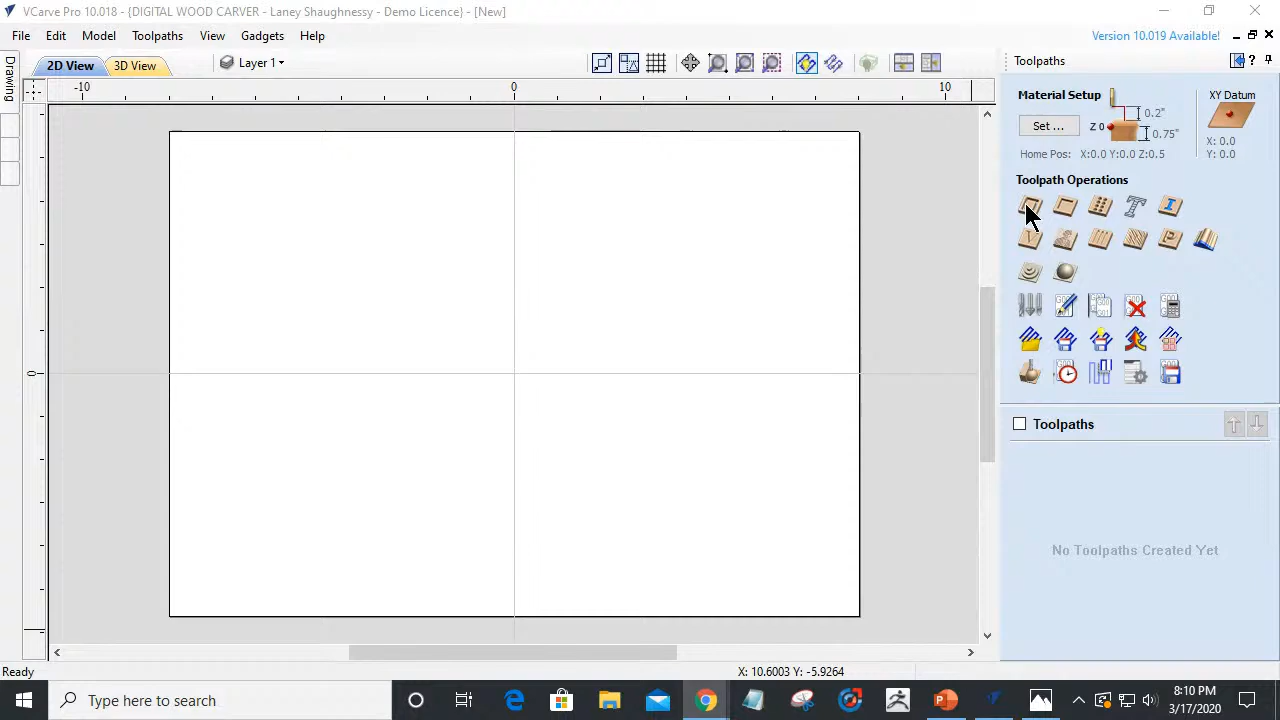 VCarve Pro 10.018 - {DIGITAL WOOD CARVER - Laney Shaughnessy - Demo Licence} - [New]
File Edit Model Toolpaths View Gadgets Help
Version 10.019 Available!
Drawing
2D View
3D View
Layer 1
Toolpaths
-10
0
10
0
Material Setup
XY Datum
Set ...
Z 0
0.2"
0.75"
X: 0.0
Y: 0.0
Home Pos: X:0.0 Y:0.0 Z:0.5
Toolpath Operations
Toolpaths
No Toolpaths Created Yet
Ready
X: 10.6003 Y: -5.9264
Type here to search
8:10 PM
3/17/2020